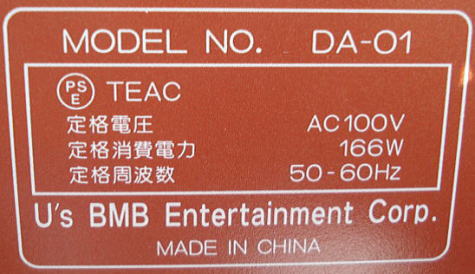 MODEL NO. DA-01
PS E TEAC
定格電圧 AC100V
定格消費電力 166W
定格周波数 50-60Hz
U's BMB Entertainment Corp.
MADE IN CHINA